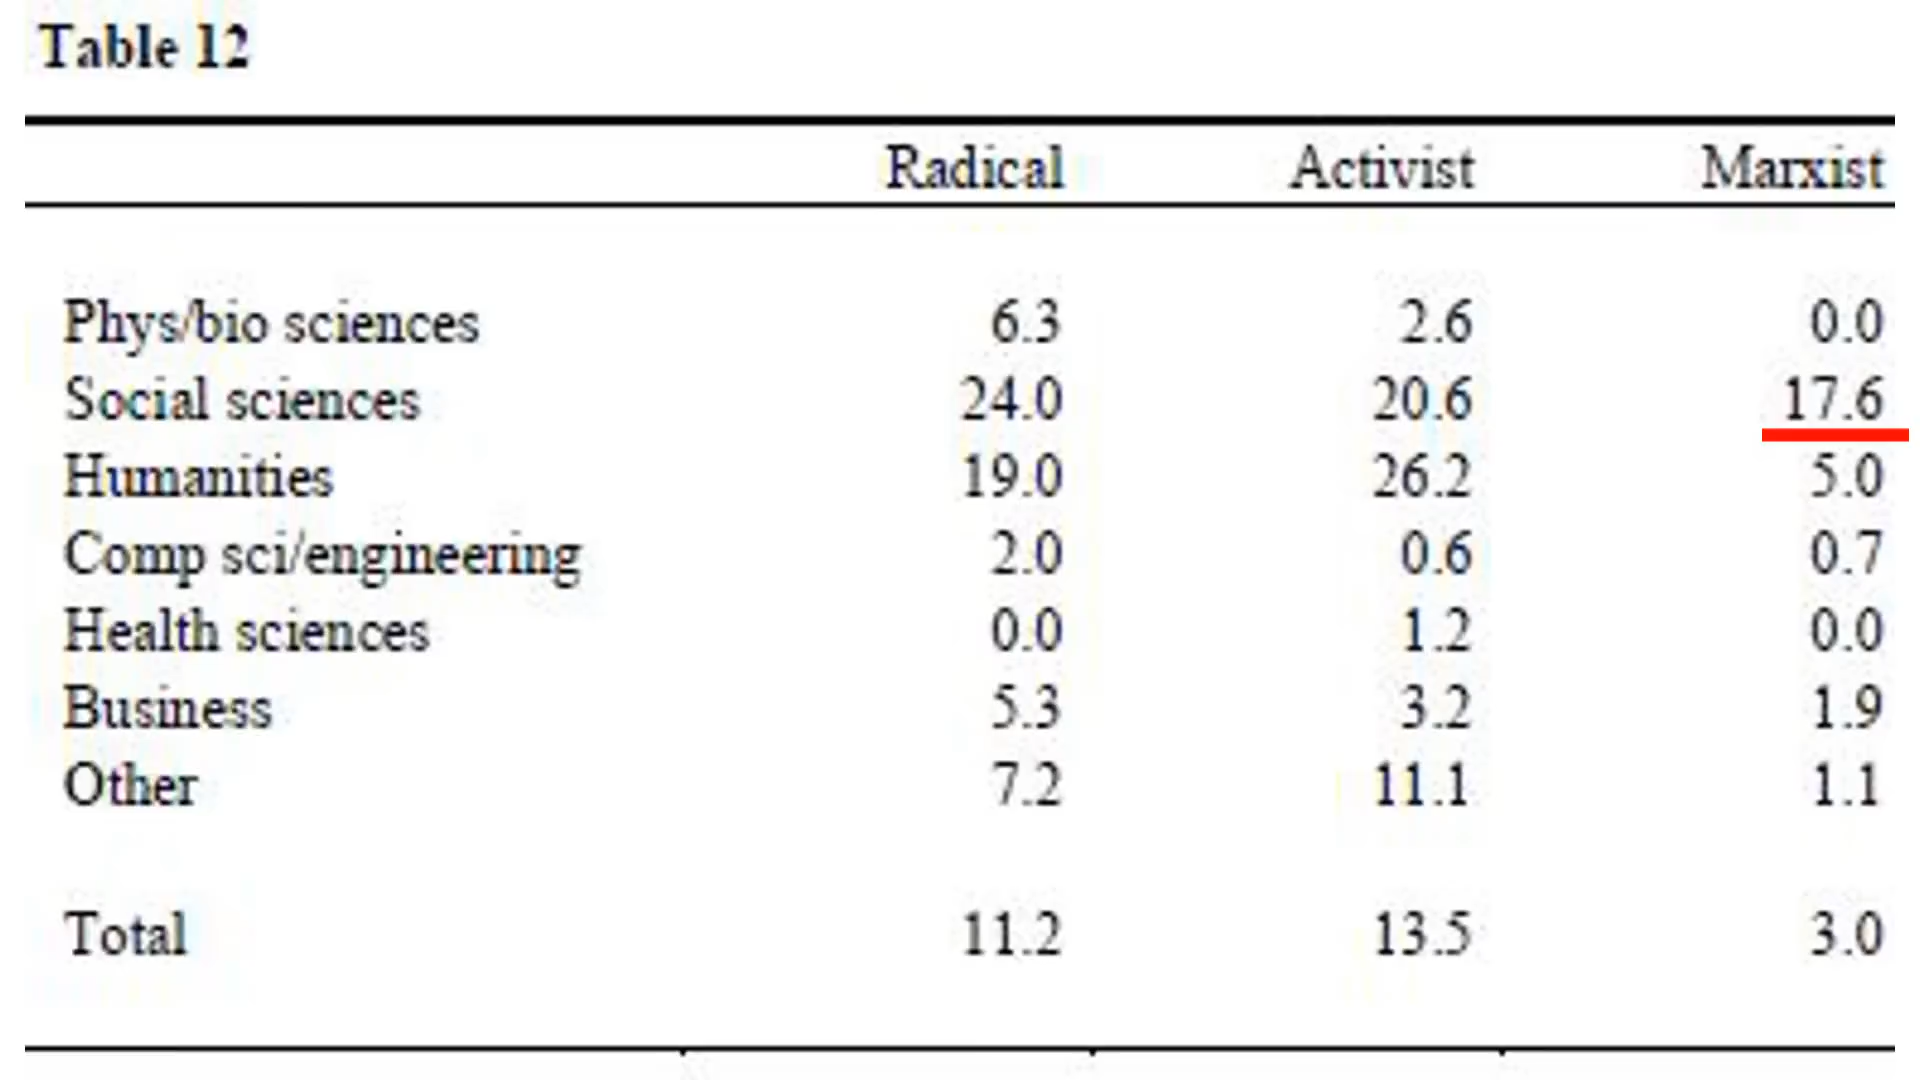 Table 12
Radical Activist Marxist
Phys/bio sciences 6.3 2.6 0.0
Social sciences 24.0 20.6 17.6
Humanities 19.0 26.2 5.0
Comp sci/engineering 2.0 0.6 0.7
Health sciences 0.0 1.2 0.0
Business 5.3 3.2 1.9
Other 7.2 11.1 1.1
Total 11.2 13.5 3.0